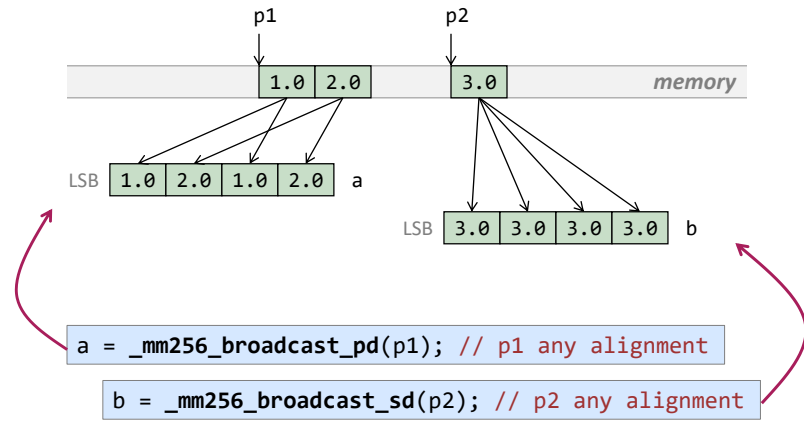 p1 p2
1.0 2.0 3.0 memory
LSB 1.0 2.0 1.0 2.0 a
LSB 3.0 3.0 3.0 3.0 b
a = _mm256_broadcast_pd(p1); // p1 any alignment
b = _mm256_broadcast_sd(p2); // p2 any alignment